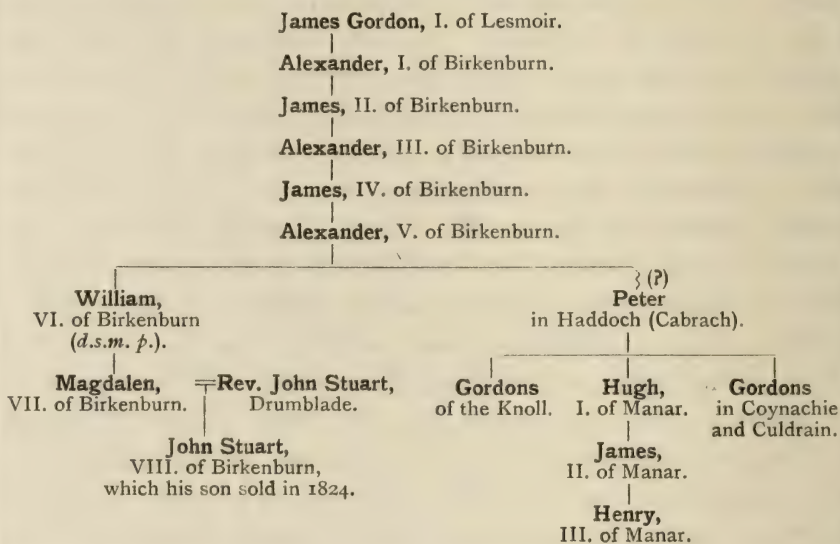 James Gordon, I. of Lesmoir.
Alexander, I. of Birkenburn.
James, II. of Birkenburn.
Alexander, III. of Birkenburn.
James, IV. of Birkenburn.
Alexander, V. of Birkenburn.
William,
VI. of Birkenburn
(d.s.m. p.).
(?)
Peter
in Haddoch (Cabrach).
Magdalen,
VII. of Birkenburn.
Rev. John Stuart,
Drumblade.
John Stuart,
VIII. of Birkenburn,
which his son sold in 1824.
Gordons
of the Knoll.
Hugh,
I. of Manar.
Gordons
in Coynachie
and Culdrain.
James,
II. of Manar.
Henry,
III. of Manar.